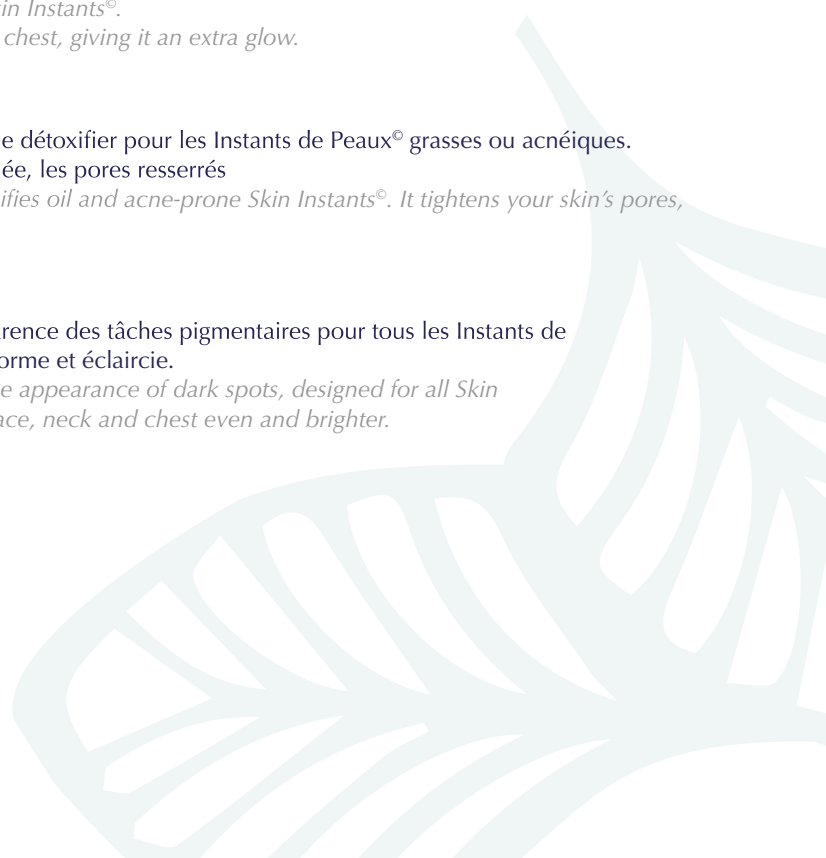 in Instants©.
chest, giving it an extra glow.
e détoxifier pour les Instants de Peaux© grasses ou acnéiques.
ée, les pores resserrés
ifies oil and acne-prone Skin Instants©. It tightens your skin’s pores,
rence des tâches pigmentaires pour tous les Instants de
orme et éclaircie.
e appearance of dark spots, designed for all Skin
ace, neck and chest even and brighter.